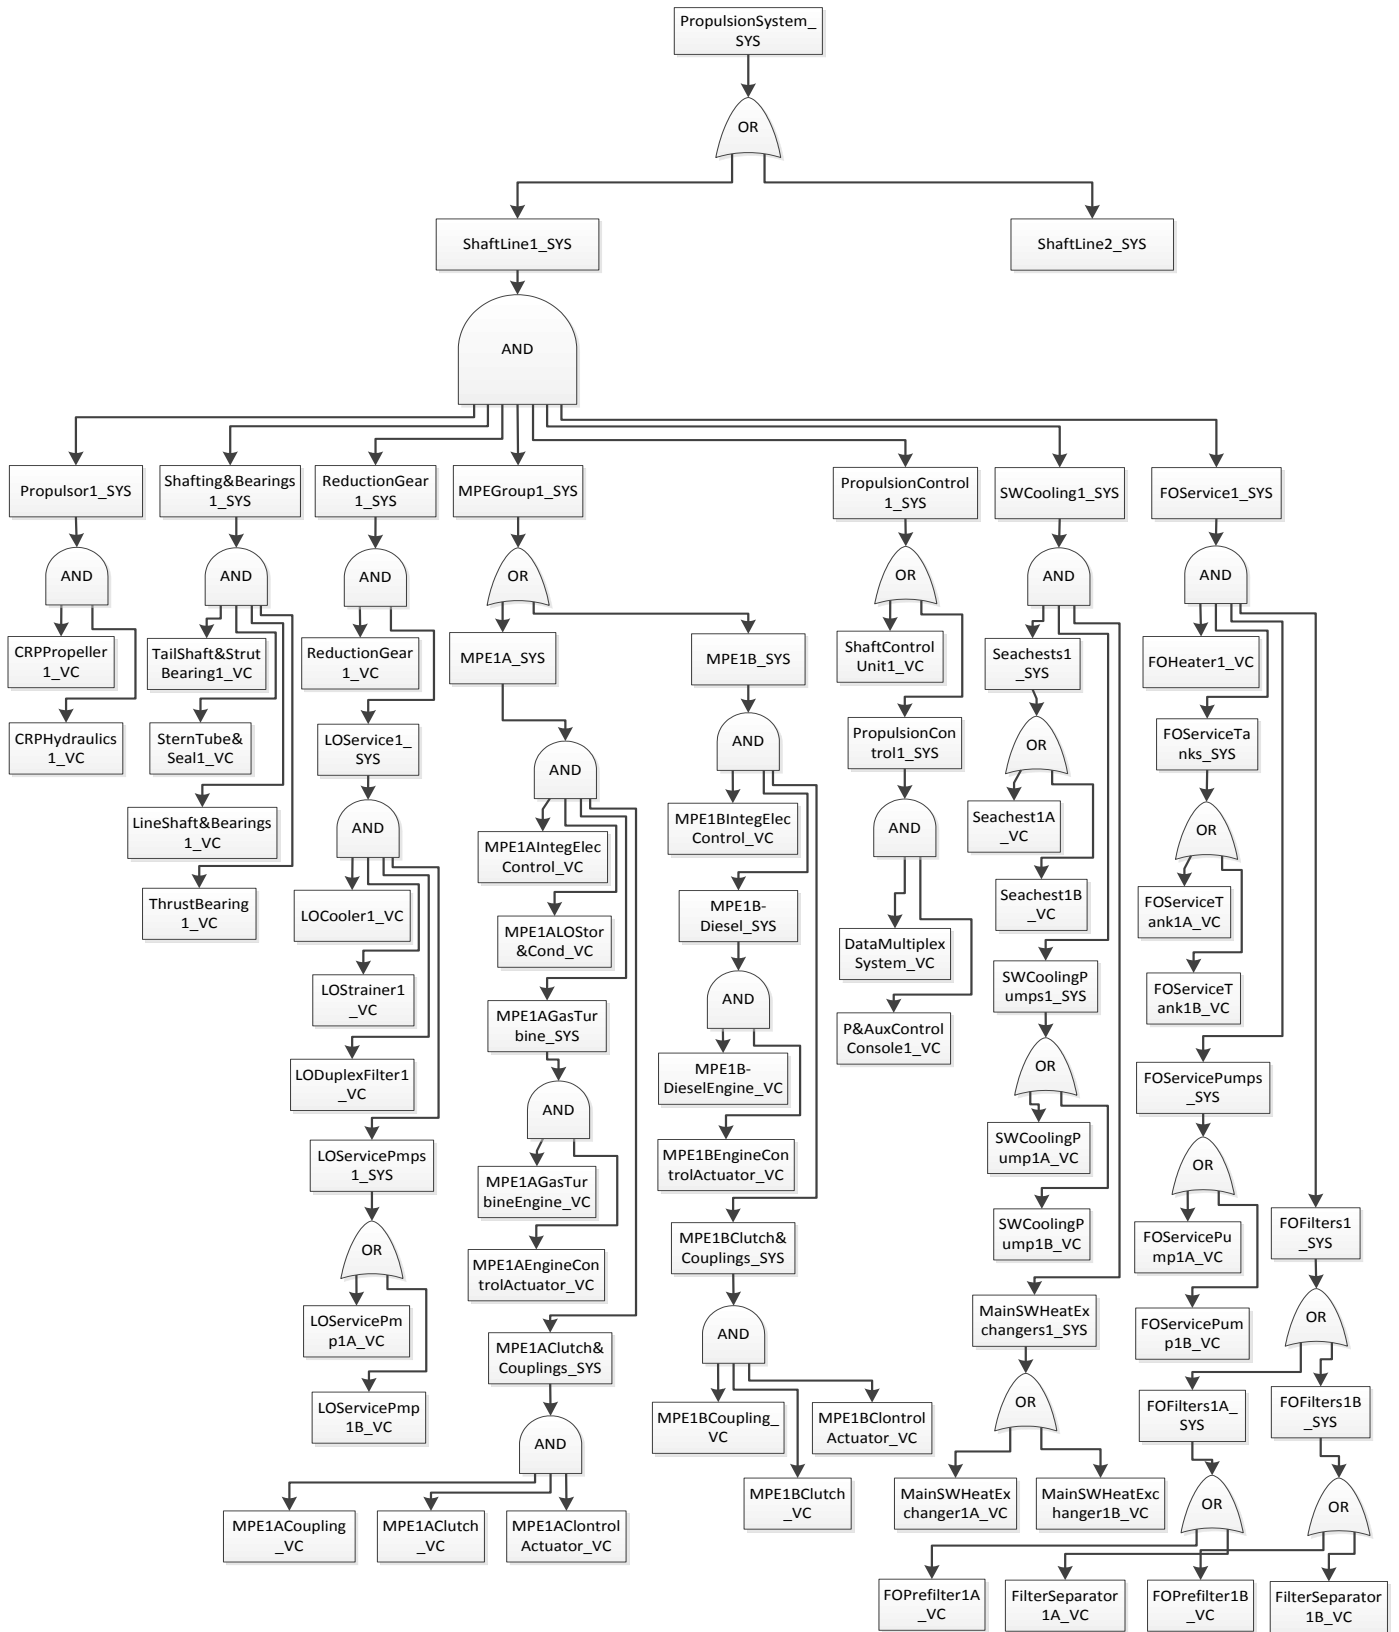 PropulsionSystem_
SYS
OR
ShaftLine1_SYS
ShaftLine2_SYS
AND
Propulsor1_SYS
Shafting&Bearings
1_SYS
ReductionGear
1_SYS
MPEGroup1_SYS
PropulsionControl
1_SYS
SWCooling1_SYS
FOService1_SYS
AND
AND
AND
OR
OR
AND
AND
CRPPropeller
1_VC
TailShaft&Strut
Bearing1_VC
ReductionGear
1_VC
MPE1A_SYS
MPE1B_SYS
ShaftControl
Unit1_VC
Seachests1
_SYS
FOHeater1_VC
CRPHydraulics
1_VC
SternTube&
Seal1_VC
LOService1_
SYS
AND
AND
PropulsionCon
trol1_SYS
OR
FOServiceTa
nks_SYS
LineShaft&Bearings
1_VC
AND
MPE1AIntegElec
Control_VC
MPE1BIntegElec
Control_VC
AND
Seachest1A
_VC
OR
ThrustBearing
1_VC
LOCooler1_VC
MPE1ALOStor
&Cond_VC
MPE1B-
Diesel_SYS
DataMultiplex
System_VC
Seachest1B
_VC
FOServiceT
ank1A_VC
LOStrainer1
_VC
MPE1AGasTur
bine_SYS
AND
P&AuxControl
Console1_VC
SWCoolingP
umps1_SYS
FOServiceT
ank1B_VC
LODuplexFilter1
_VC
AND
MPE1B-
DieselEngine_VC
OR
FOServicePumps
_SYS
LOServicePmps
1_SYS
MPE1AGasTur
bineEngine_VC
MPE1BEngineCon
trolActuator_VC
SWCoolingP
ump1A_VC
OR
OR
MPE1AEngineCon
trolActuator_VC
MPE1BClutch&
Couplings_SYS
SWCoolingP
ump1B_VC
FOServicePu
mp1A_VC
FOFilters1
_SYS
LOServicePm
p1A_VC
MPE1AClutch&
Couplings_SYS
AND
MainSWHeatEx
changers1_SYS
FOServicePum
p1B_VC
OR
LOServicePmp
1B_VC
AND
MPE1BCoupling_
VC
MPE1BClontrol
Actuator_VC
OR
FOFilters1A_
SYS
FOFilters1B
_SYS
MPE1ACoupling
_VC
MPE1AClutch
_VC
MPE1AClontrol
Actuator_VC
MPE1BClutch
_VC
MainSWHeatEx
changer1A_VC
MainSWHeatExc
hanger1B_VC
OR
OR
FOPrefilter1A
_VC
FilterSeparator
1A_VC
FOPrefilter1B
_VC
FilterSeparator
1B_VC